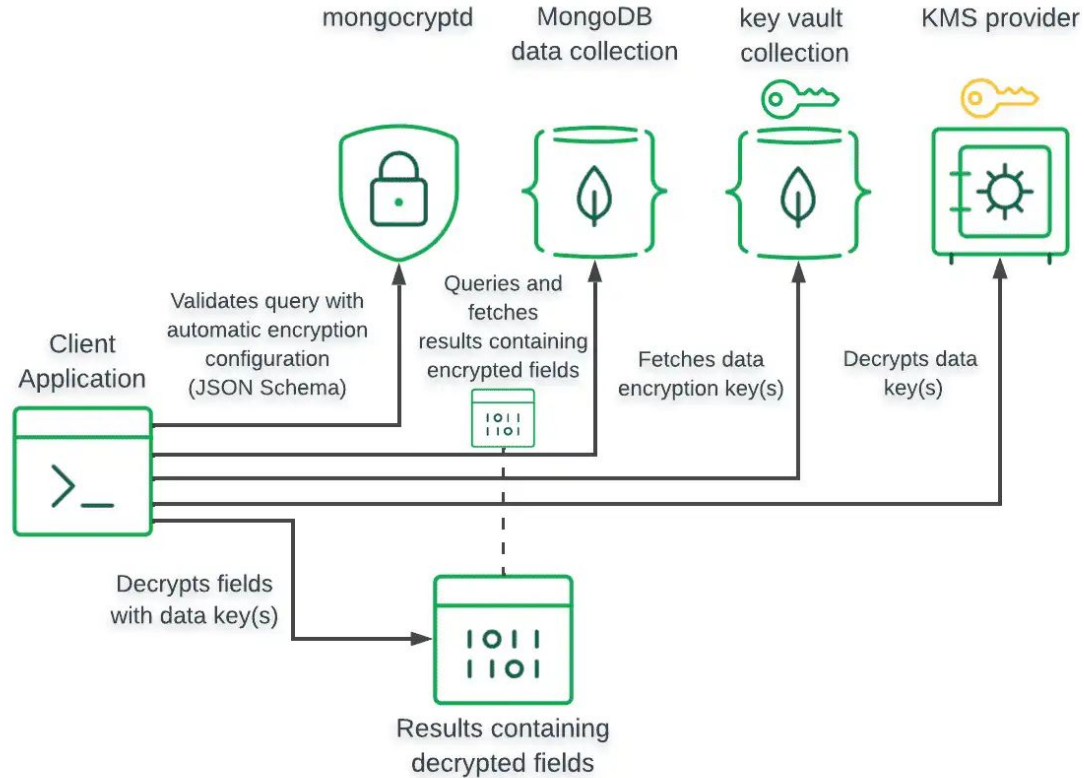 mongocryptd
MongoDB
data collection
key vault
collection
KMS provider
Validates query with
automatic encryption
configuration
(JSON Schema)
Queries and
fetches
results containing
encrypted fields
Fetches data
encryption key(s)
Decrypts data
key(s)
Client
Application
1011
1101
Decrypts fields
with data key(s)
1011
1101
Results containing
decrypted fields